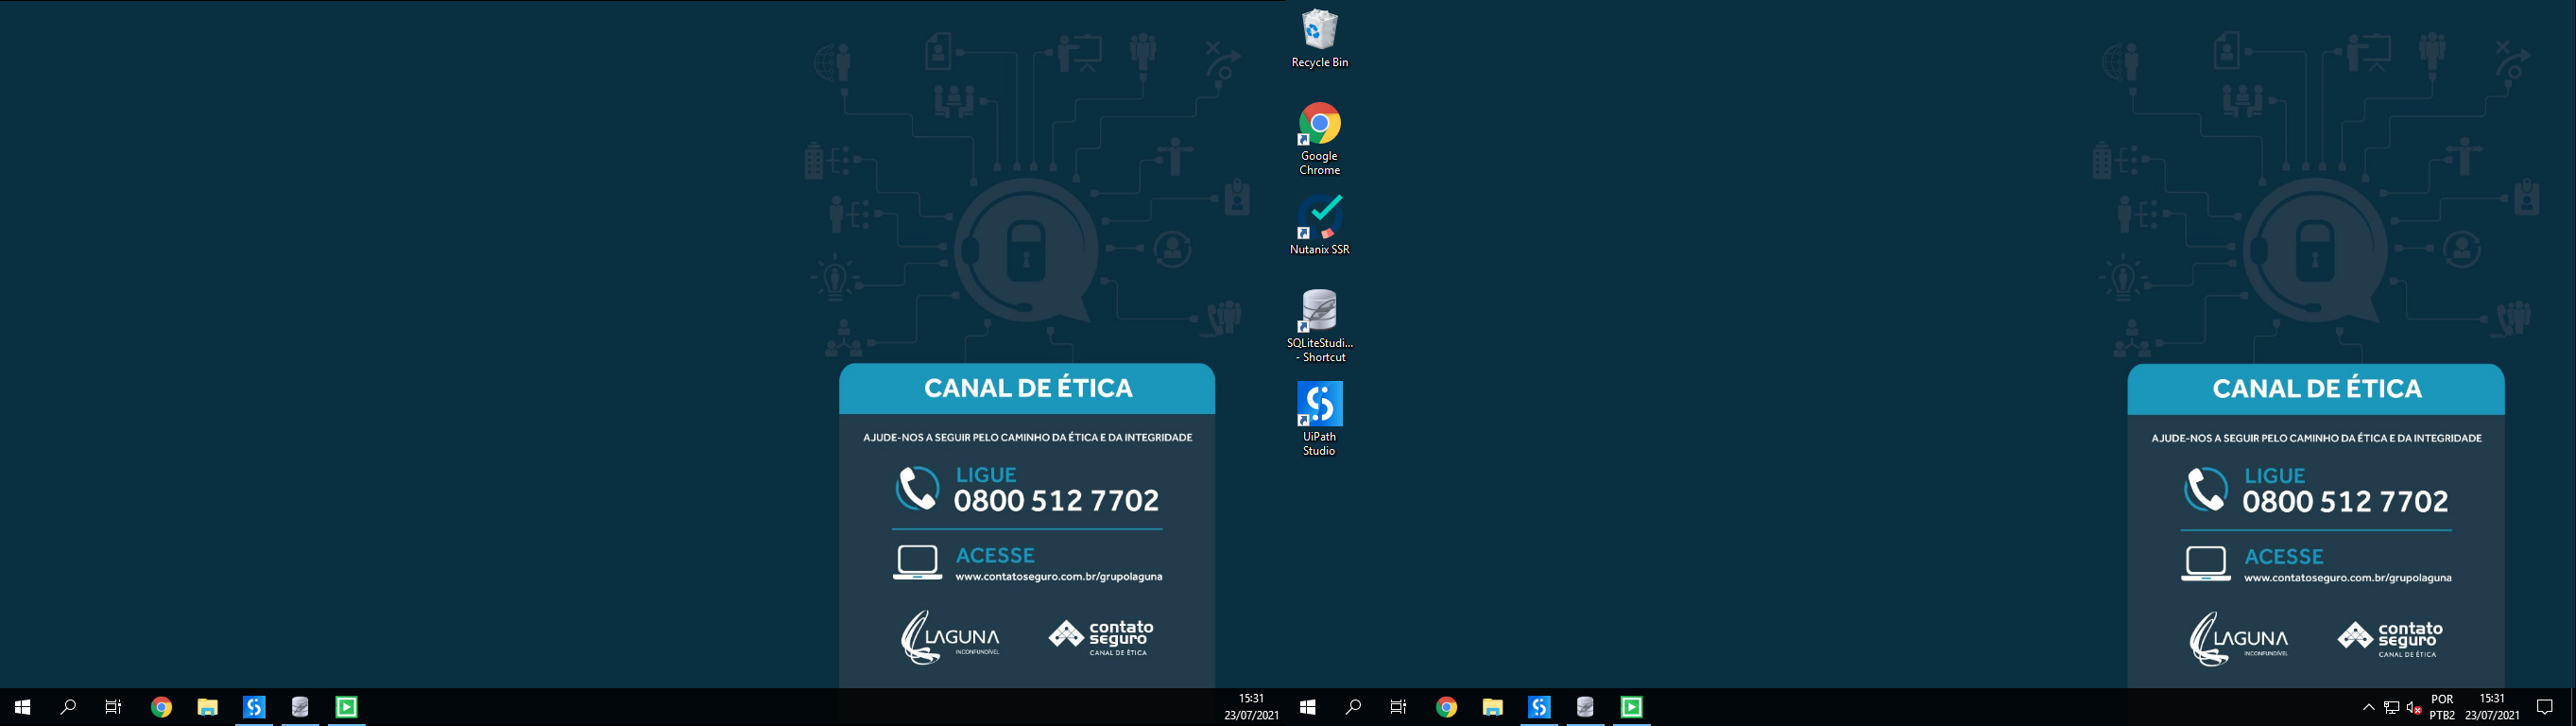 CANAL DE ÉTICA
AJUDE-NOS A SEGUIR PELO CAMINHO DA ÉTICA E DA INTEGRIDADE
LIGUE
0800 512 7702
ACESSE
www.contatoseguro.com.br/grupolaguna
LAGUNA
INCONFUNDÍVEL
contato
seguro
CANAL DE ÉTICA
15:31
23/07/2021
Recycle Bin
Google
Chrome
Nutanix SSR
SQLiteStudi...
- Shortcut
UiPath
Studio
CANAL DE ÉTICA
AJUDE-NOS A SEGUIR PELO CAMINHO DA ÉTICA E DA INTEGRIDADE
LIGUE
0800 512 7702
ACESSE
www.contatoseguro.com.br/grupolaguna
LAGUNA
INCONFUNDÍVEL
contato
seguro
CANAL DE ÉTICA
POR
PTB2
15:31
23/07/2021